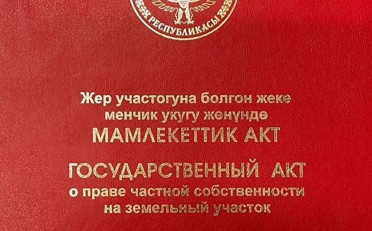 РЕСПУБЛИКАСЫ
Жер участогуна болгон жеке
менчик укугу жөнүндө
МАМЛЕКЕТТИК АКТ
ГОСУДАРСТВЕННЫЙ АКТ
о праве частной собственности
на земельный участок